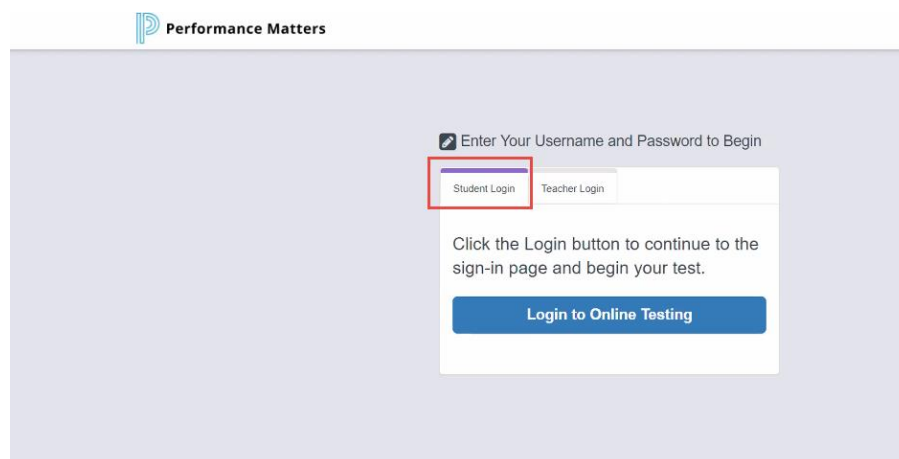 Performance Matters
Enter Your Username and Password to Begin
Student Login
Teacher Login
Click the Login button to continue to the
sign-in page and begin your test.
Login to Online Testing